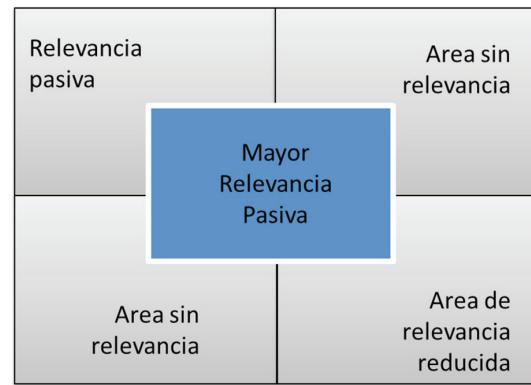 Relevancia
pasiva
Area sin
relevancia
Mayor
Relevancia
Pasiva
Area sin
relevancia
Area de
relevancia
reducida